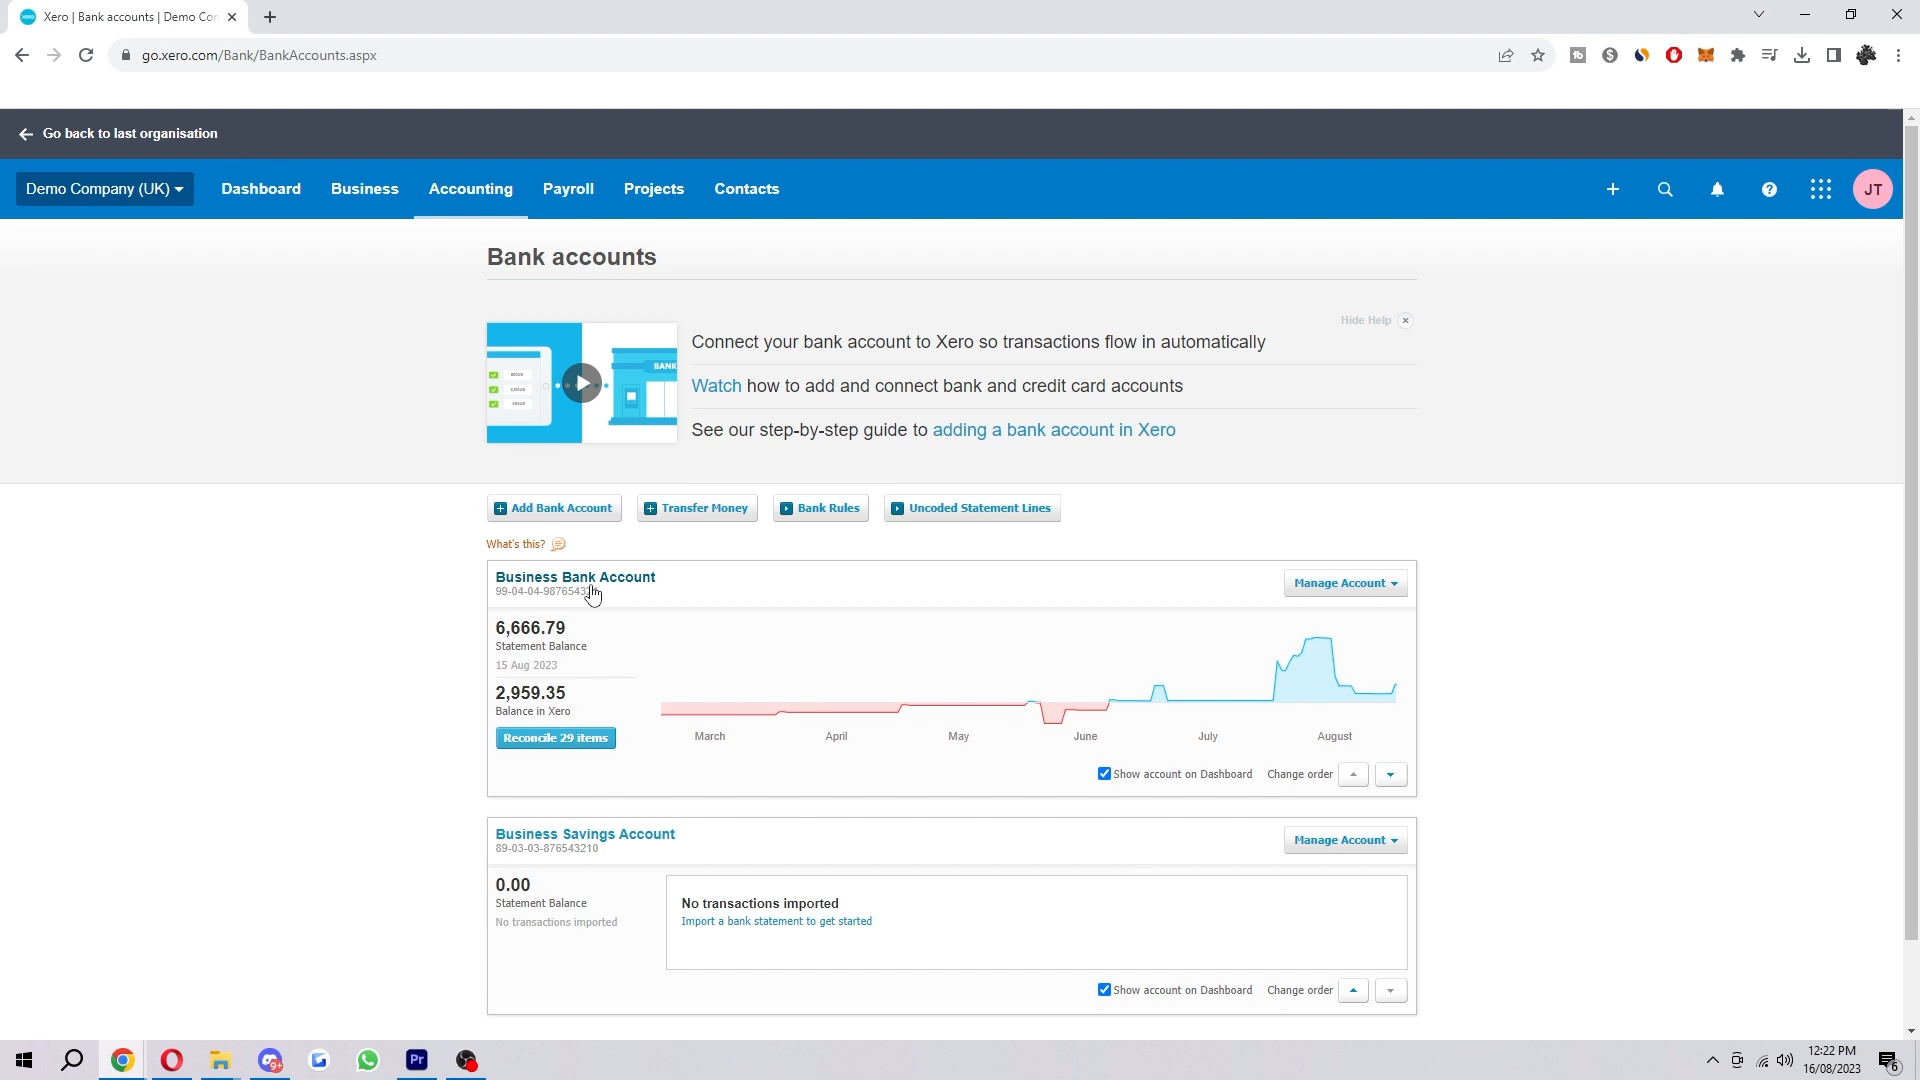 Xero | Bank accounts | Demo Con
go.xero.com/Bank/BankAccounts.aspx
Go back to last organisation
Demo Company (UK)
Dashboard
Business
Accounting
Payroll
Projects
Contacts
JT
Bank accounts
Hide Help
BANK
Connect your bank account to Xero so transactions flow in automatically
Watch how to add and connect bank and credit card accounts
See our step-by-step guide to adding a bank account in Xero
Add Bank Account
Transfer Money
Bank Rules
Uncoded Statement Lines
What's this?
Business Bank Account
Manage Account
6,666.79
Statement Balance
15 Aug 2023
2,959.35
Balance in Xero
Reconcile 29 items
March
April
May
June
July
August
Show account on Dashboard
Change order
Business Savings Account
89-03-03-876543210
Manage Account
0.00
Statement Balance
No transactions imported
No transactions imported
Import a bank statement to get started
Show account on Dashboard
Change order
9+
Pr
12:22 PM
16/08/2023
6